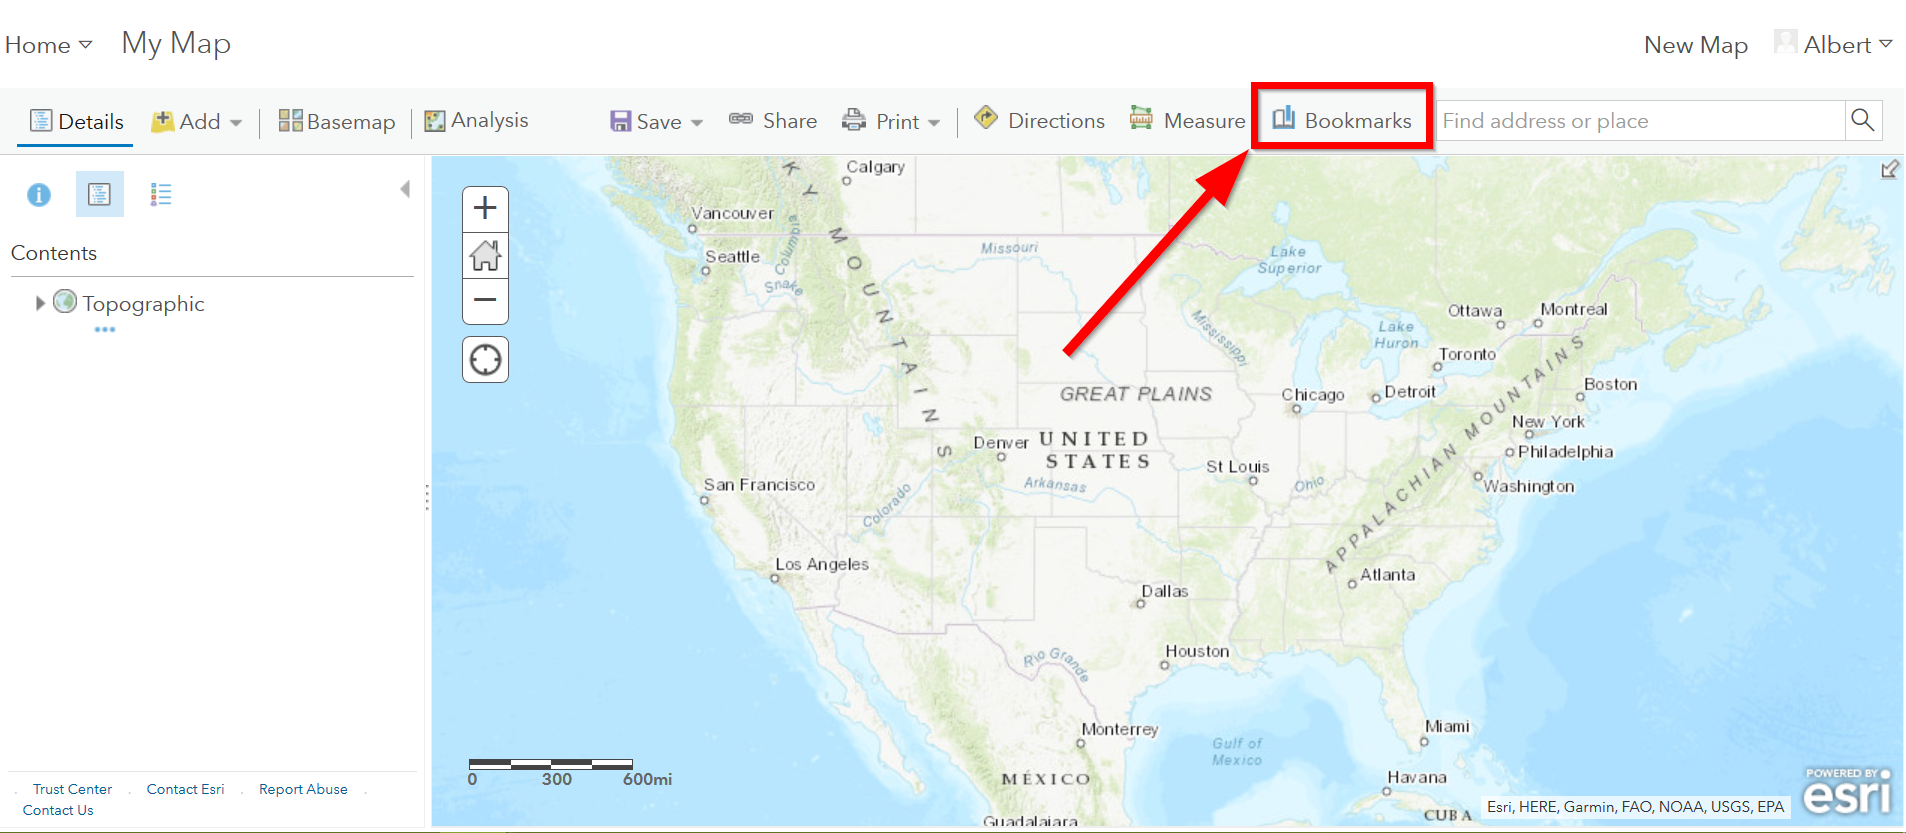 Home My Map New Map Albert
Details Add Basemap Analysis Save Share Print Directions Measure Bookmarks Find address or place
Contents
Topographic
Trust Center Contact Esri Report Abuse
Contact Us
Calgary
Vancouver
Seattle
Columbia
Snake
Missouri
KY MOUNTAINS
Lake
Superior
Mississippi
Ottawa
Montreal
Lake
Huron
Toronto
GREAT PLAINS
Chicago
Detroit
Boston
New York
Philadelphia
APPALACHIAN MOUNTAINS
Denver
UNITED
STATES
St Louis
Arkansas
Ohio
Washington
San Francisco
Colorado
Los Angeles
Atlanta
Dallas
Houston
Rio Grande
Monterrey
Miami
Gulf of
Mexico
0 300 600mi
MÉXICO
Havana
CUBA
Guadalajara
Esri, HERE, Garmin, FAO, NOAA, USGS, EPA
POWERED BY
esri